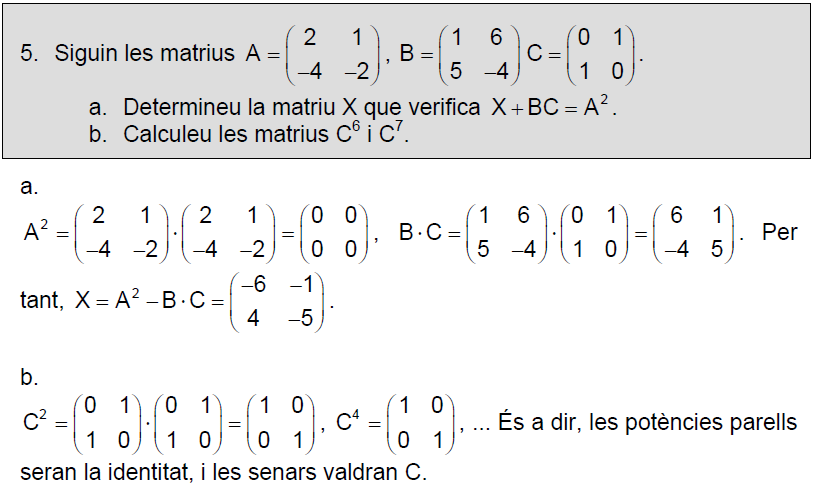 5. Siguin les matrius A = ( 2 1 ; –4 –2 ), B = ( 1 6 ; 5 –4 ) C = ( 0 1 ; 1 0 ).
a. Determineu la matriu X que verifica X + BC = A².
b. Calculeu les matrius C⁶ i C⁷.
a.
A² = ( 2 1 ; –4 –2 ) · ( 2 1 ; –4 –2 ) = ( 0 0 ; 0 0 ), B · C = ( 1 6 ; 5 –4 ) · ( 0 1 ; 1 0 ) = ( 6 1 ; –4 5 ). Per
tant, X = A² – B · C = ( –6 –1 ; 4 –5 ).
b.
C² = ( 0 1 ; 1 0 ) · ( 0 1 ; 1 0 ) = ( 1 0 ; 0 1 ), C⁴ = ( 1 0 ; 0 1 ), ... És a dir, les potències parells
seran la identitat, i les senars valdran C.